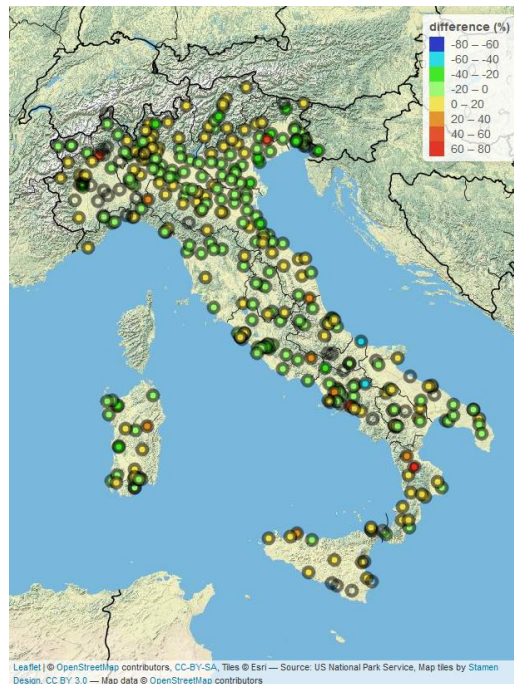 difference (%)
-80 – -60
-60 – -40
-40 – -20
-20 – 0
0 – 20
20 – 40
40 – 60
60 – 80
Leaflet | © OpenStreetMap contributors, CC-BY-SA, Tiles © Esri — Source: US National Park Service, Map tiles by Stamen
Design, CC BY 3.0 — Map data © OpenStreetMap contributors